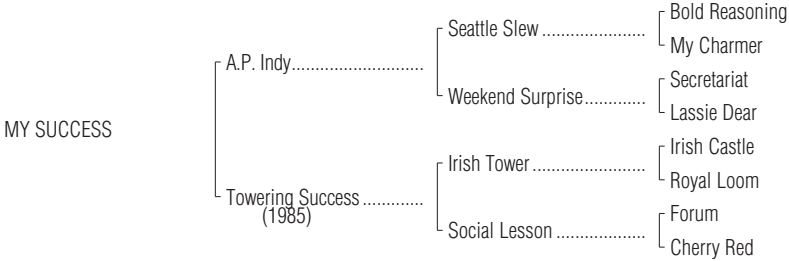 Bold Reasoning
Seattle Slew ......................
My Charmer
A.P. Indy...........................
Secretariat
Weekend Surprise.............
Lassie Dear
MY SUCCESS
Irish Castle
Irish Tower ........................
Royal Loom
Towering Success .............
(1985)
Forum
Social Lesson ...................
Cherry Red